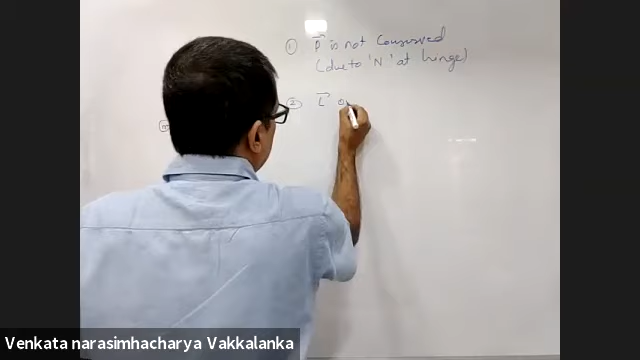 ① P⃗ is not Conserved
(due to 'N' at hinge)
② L⃗
Venkata narasimhacharya Vakkalanka